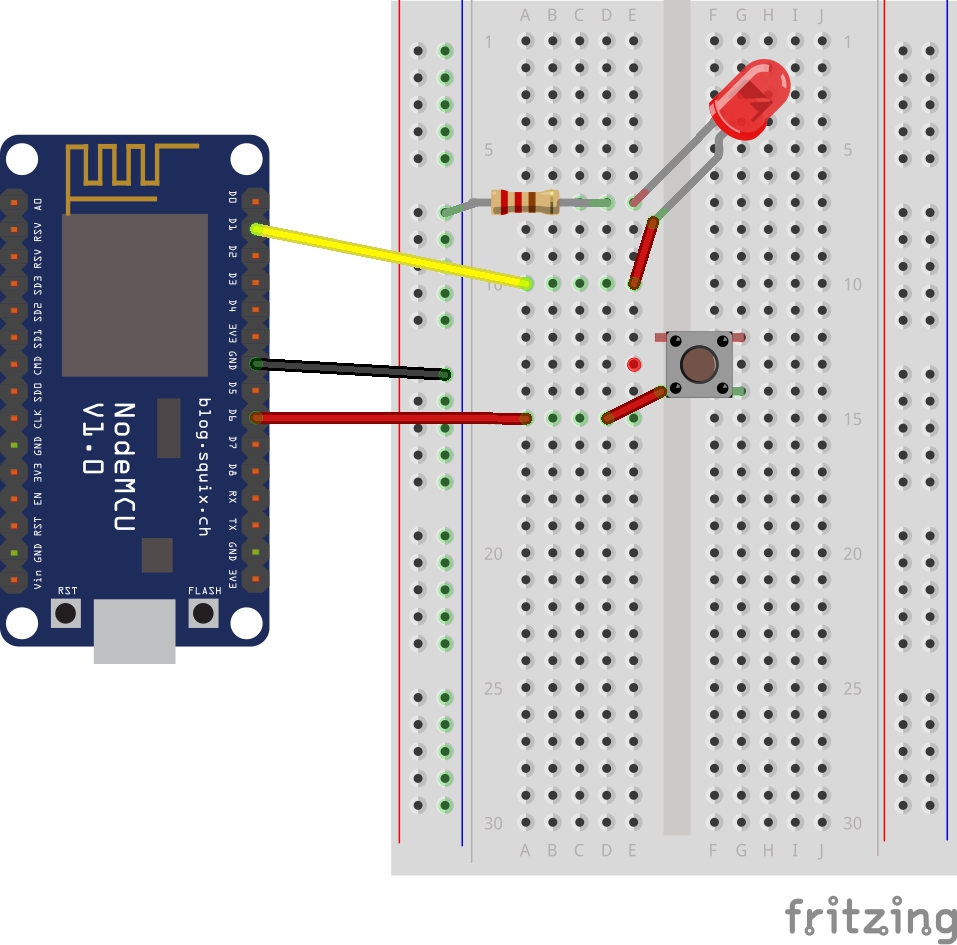 A B C D E F G H I J
1 1
5 5
10 10
15 15
20 20
25 25
30 30
A B C D E F G H I J
A0
RSV
RSV
SD3
SD2
SD1
CMD
SD0
CLK
GND
3V3
EN
RST
GND
Vin
D0
D1
D2
D3
D4
3V3
GND
D5
D6
D7
D8
RX
TX
GND
3V3
blog.squix.ch
NodeMCU
V1.0
RST
FLASH
fritzing